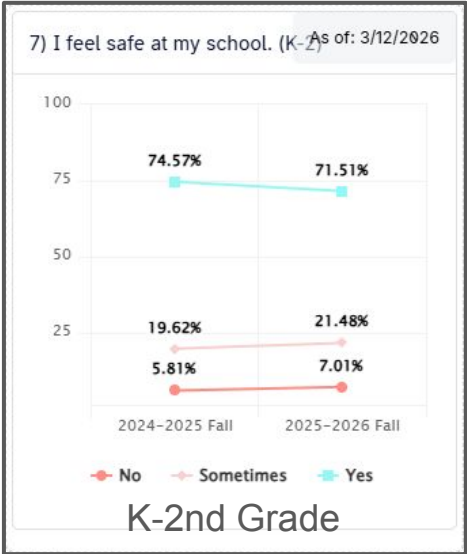 7) I feel safe at my school. (K-2)
As of: 3/12/2026
100
74.57%
71.51%
75
50
25
19.62%
21.48%
5.81%
7.01%
2024-2025 Fall
2025-2026 Fall
No Sometimes Yes
K-2nd Grade